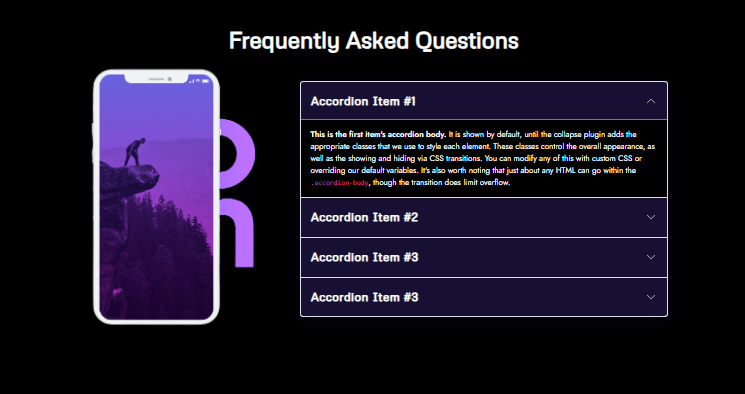 Frequently Asked Questions
Accordion Item #1
This is the first item's accordion body. It is shown by default, until the collapse plugin adds the
appropriate classes that we use to style each element. These classes control the overall appearance, as
well as the showing and hiding via CSS transitions. You can modify any of this with custom CSS or
overriding our default variables. It's also worth noting that just about any HTML can go within the
.accordion-body, though the transition does limit overflow.
Accordion Item #2
Accordion Item #3
Accordion Item #3